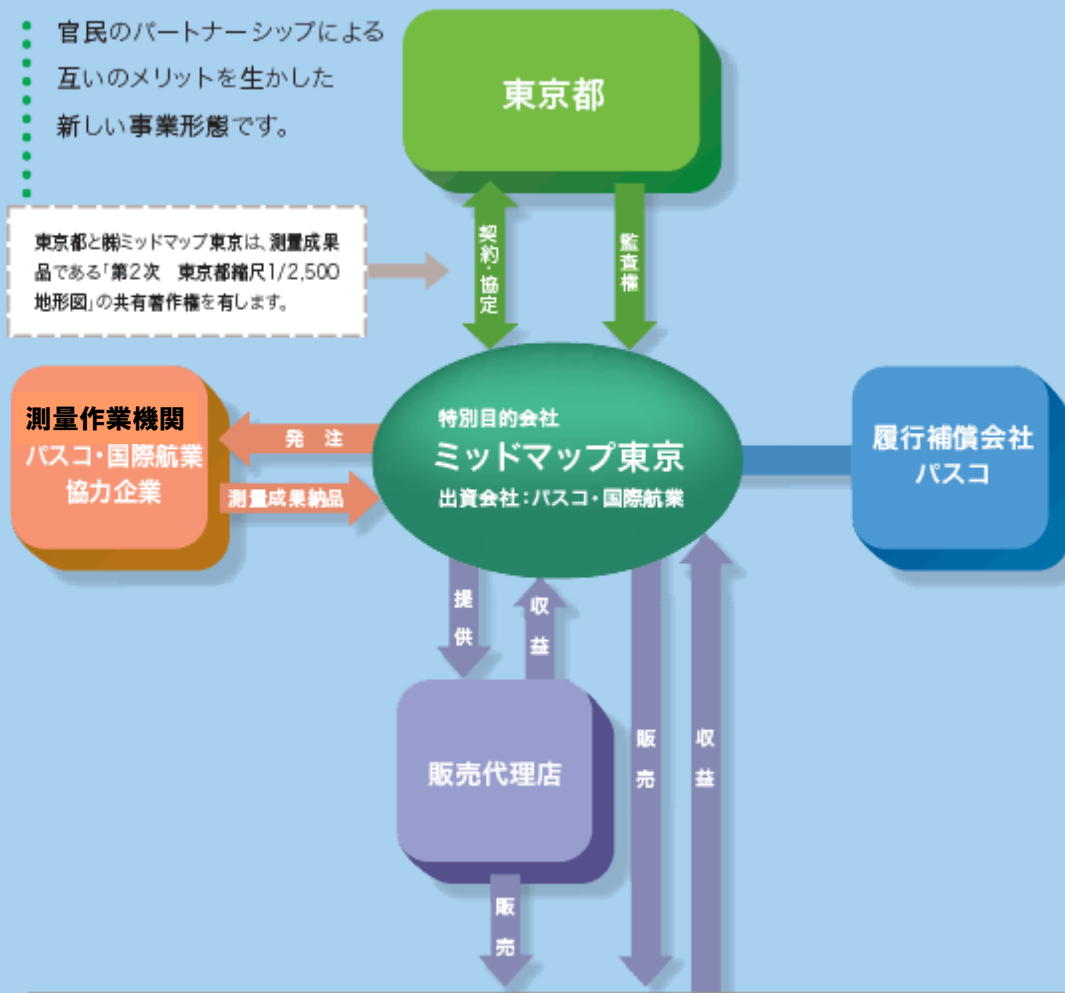 官民のパートナーシップによる
互いのメリットを生かした
新しい事業形態です。
東京都
東京都と㈱ミッドマップ東京は、測量成果
品である「第2次　東京都縮尺1/2,500
地形図」の共有著作権を有します。
契約・協定
監査権
測量作業機関
パスコ・国際航業
協力企業
発　注
測量成果納品
特別目的会社
ミッドマップ東京
出資会社：パスコ・国際航業
履行補償会社
パスコ
提供
収益
販売代理店
販売
収益
販売